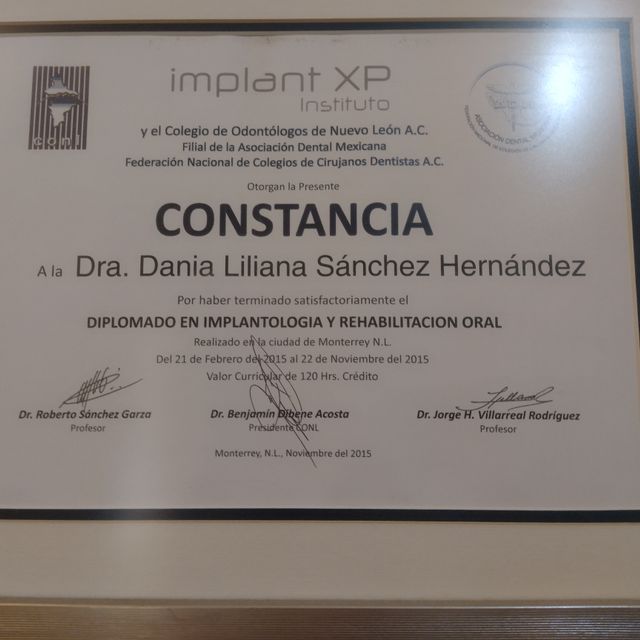 implant XP
Instituto
conl
y el Colegio de Odontólogos de Nuevo León A.C.
Filial de la Asociación Dental Mexicana
Federación Nacional de Colegios de Cirujanos Dentistas A.C.
ASOCIACIÓN DENTAL
Otorgan la Presente
CONSTANCIA
A la Dra. Dania Liliana Sánchez Hernández
Por haber terminado satisfactoriamente el
DIPLOMADO EN IMPLANTOLOGIA Y REHABILITACION ORAL
Realizado en la ciudad de Monterrey N.L.
Del 21 de Febrero del 2015 al 22 de Noviembre del 2015
Valor Curricular de 120 Hrs. Crédito
Dr. Roberto Sánchez Garza
Profesor
Dr. Benjamín Dibene Acosta
Presidente CONL
Dr. Jorge H. Villarreal Rodríguez
Profesor
Monterrey, N.L., Noviembre del 2015